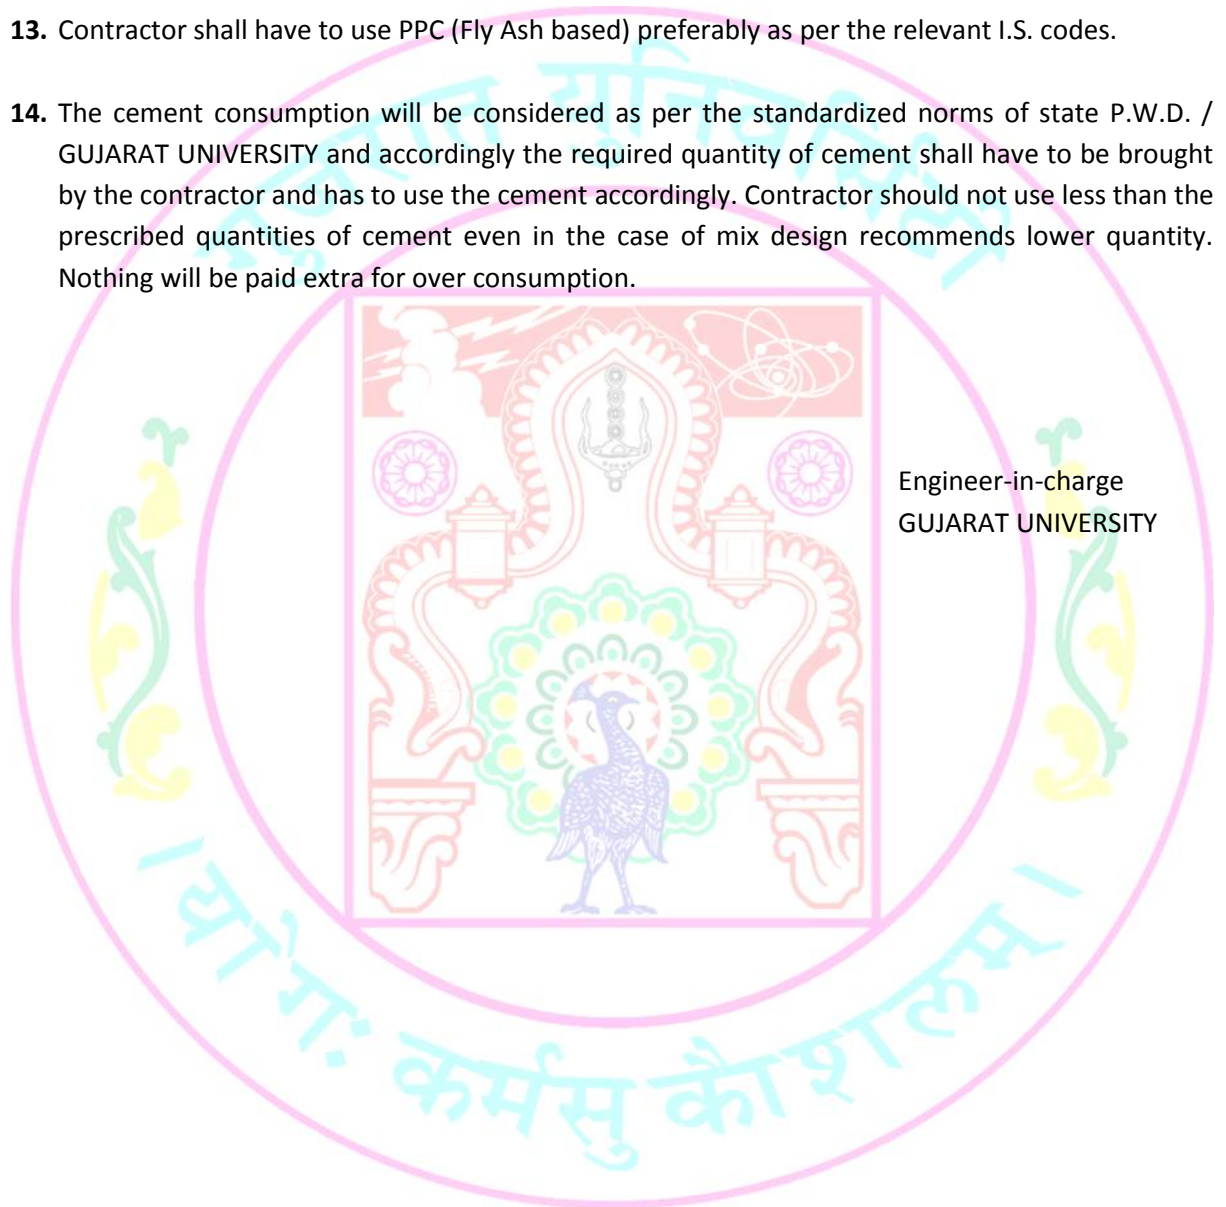 13. Contractor shall have to use PPC (Fly Ash based) preferably as per the relevant I.S. codes.
14. The cement consumption will be considered as per the standardized norms of state P.W.D. /
GUJARAT UNIVERSITY and accordingly the required quantity of cement shall have to be brought
by the contractor and has to use the cement accordingly. Contractor should not use less than the
prescribed quantities of cement even in the case of mix design recommends lower quantity.
Nothing will be paid extra for over consumption.
Engineer-in-charge
GUJARAT UNIVERSITY
गुजरात युनिवर्सिटी
। योगः कर्मसु कौशलम् ।